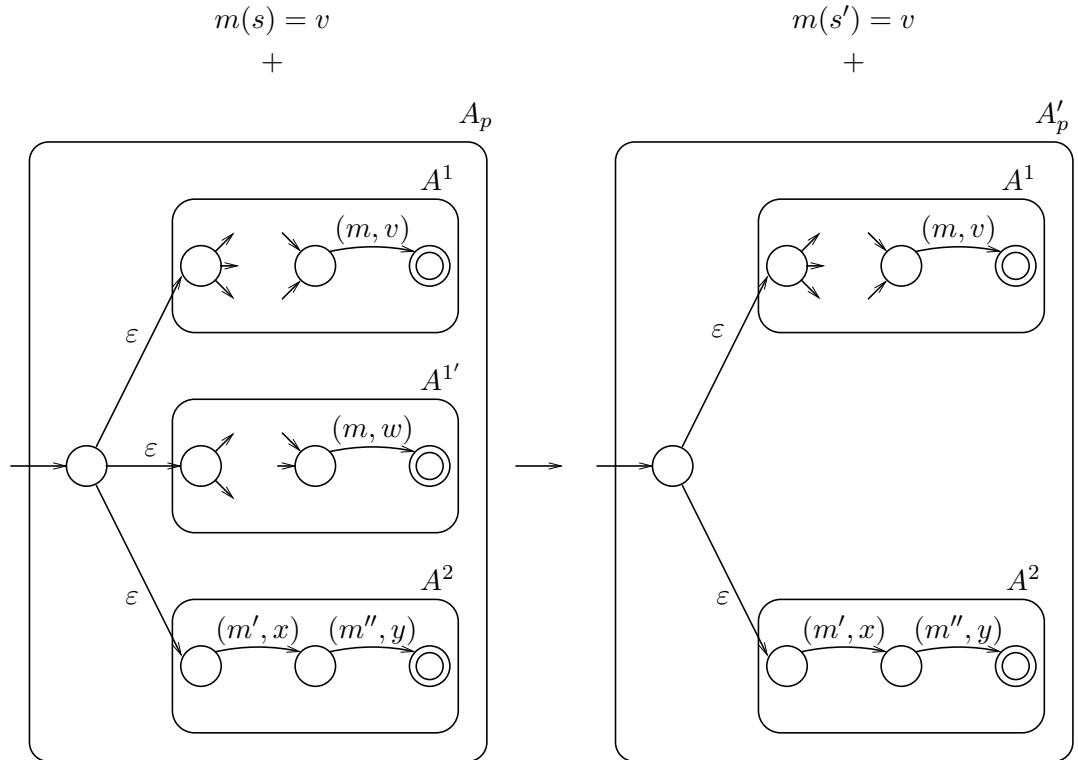 m(s) = v m(s′) = v
+ +
A_p A′_p
A^1 A^1
(m, v) (m, v)
ε ε
A^{1′}
(m, w)
ε
A^2 A^2
ε ε
(m′, x) (m″, y) (m′, x) (m″, y)